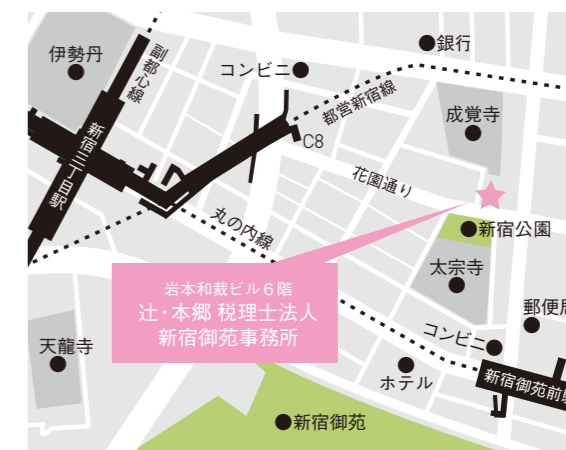 銀行
伊勢丹
副都心線
コンビニ
都営新宿線
成覚寺
C8
新宿三丁目駅
花園通り
丸の内線
新宿公園
太宗寺
岩本和裁ビル6階
辻・本郷 税理士法人
新宿御苑事務所
郵便局
コンビニ
天龍寺
ホテル
新宿御苑前駅
新宿御苑